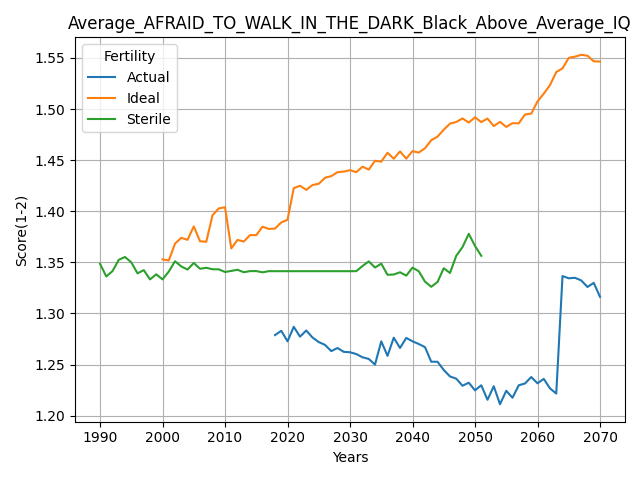 Average_AFRAID_TO_WALK_IN_THE_DARK_Black_Above_Average_IQ
Fertility
Actual
Ideal
Sterile
Score(1-2)
1.55
1.50
1.45
1.40
1.35
1.30
1.25
1.20
1990 2000 2010 2020 2030 2040 2050 2060 2070
Years